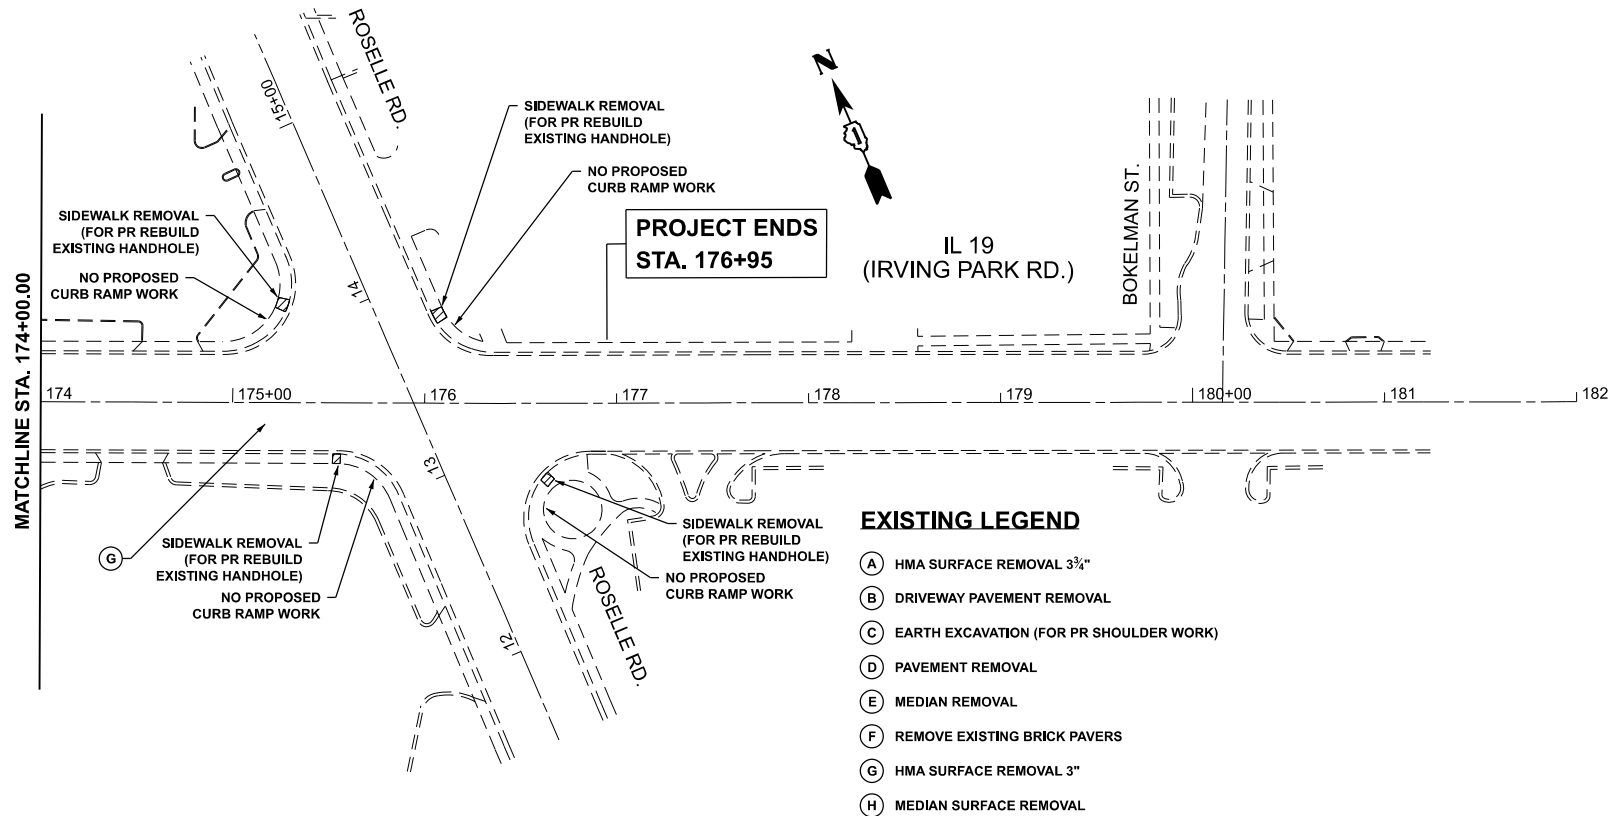 ROSELLE RD.
N
15+00
SIDEWALK REMOVAL
(FOR PR REBUILD
EXISTING HANDHOLE)
NO PROPOSED
CURB RAMP WORK
SIDEWALK REMOVAL
(FOR PR REBUILD
EXISTING HANDHOLE)
NO PROPOSED
CURB RAMP WORK
PROJECT ENDS
STA. 176+95
IL 19
(IRVING PARK RD.)
BOKELMAN ST.
14
MATCHLINE STA. 174+00.00
174
175+00
176
177
178
179
180+00
181
182
13
SIDEWALK REMOVAL
(FOR PR REBUILD
EXISTING HANDHOLE)
NO PROPOSED
CURB RAMP WORK
G
SIDEWALK REMOVAL
(FOR PR REBUILD
EXISTING HANDHOLE)
NO PROPOSED
CURB RAMP WORK
12
ROSELLE RD.
EXISTING LEGEND
A HMA SURFACE REMOVAL 3¾"
B DRIVEWAY PAVEMENT REMOVAL
C EARTH EXCAVATION (FOR PR SHOULDER WORK)
D PAVEMENT REMOVAL
E MEDIAN REMOVAL
F REMOVE EXISTING BRICK PAVERS
G HMA SURFACE REMOVAL 3"
H MEDIAN SURFACE REMOVAL